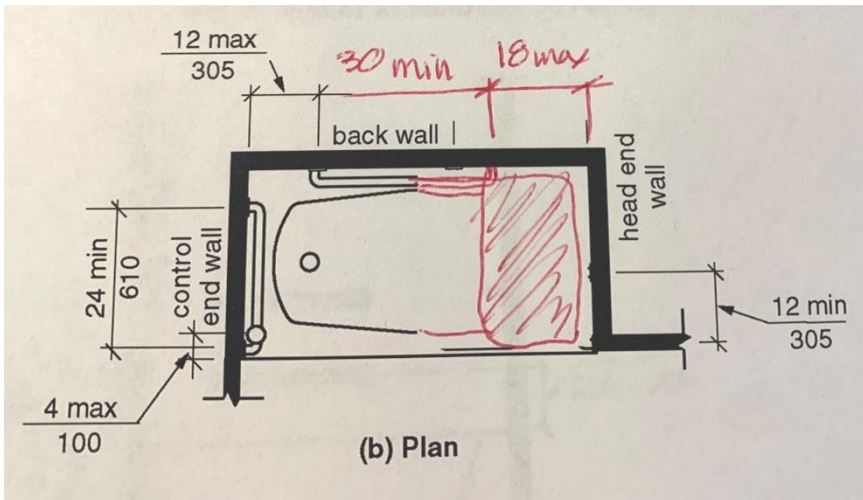 12 max
305
30 min
18 max
back wall
head end
wall
24 min
610
control
end wall
12 min
305
4 max
100
(b) Plan